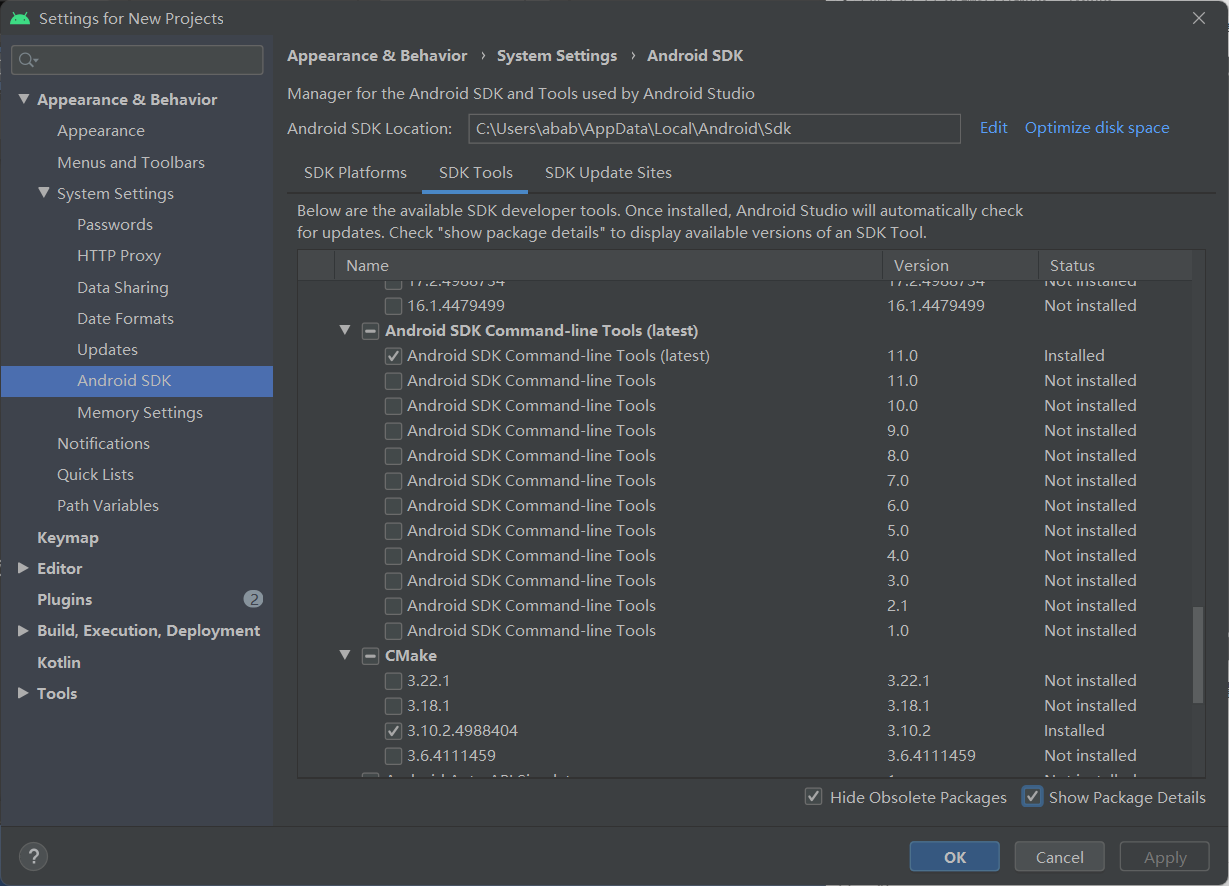 Settings for New Projects
Appearance & Behavior
Appearance
Menus and Toolbars
System Settings
Passwords
HTTP Proxy
Data Sharing
Date Formats
Updates
Android SDK
Memory Settings
Notifications
Quick Lists
Path Variables
Keymap
Editor
Plugins 2
Build, Execution, Deployment
Kotlin
Tools
Appearance & Behavior › System Settings › Android SDK
Manager for the Android SDK and Tools used by Android Studio
Android SDK Location: C:\Users\abab\AppData\Local\Android\Sdk Edit Optimize disk space
SDK Platforms SDK Tools SDK Update Sites
Below are the available SDK developer tools. Once installed, Android Studio will automatically check
for updates. Check "show package details" to display available versions of an SDK Tool.
Name Version Status
17.2.4988734 17.2.4988734 Not installed
16.1.4479499 16.1.4479499 Not installed
Android SDK Command-line Tools (latest)
Android SDK Command-line Tools (latest) 11.0 Installed
Android SDK Command-line Tools 11.0 Not installed
Android SDK Command-line Tools 10.0 Not installed
Android SDK Command-line Tools 9.0 Not installed
Android SDK Command-line Tools 8.0 Not installed
Android SDK Command-line Tools 7.0 Not installed
Android SDK Command-line Tools 6.0 Not installed
Android SDK Command-line Tools 5.0 Not installed
Android SDK Command-line Tools 4.0 Not installed
Android SDK Command-line Tools 3.0 Not installed
Android SDK Command-line Tools 2.1 Not installed
Android SDK Command-line Tools 1.0 Not installed
CMake
3.22.1 3.22.1 Not installed
3.18.1 3.18.1 Not installed
3.10.2.4988404 3.10.2 Installed
3.6.4111459 3.6.4111459 Not installed
Hide Obsolete Packages Show Package Details
? OK Cancel Apply